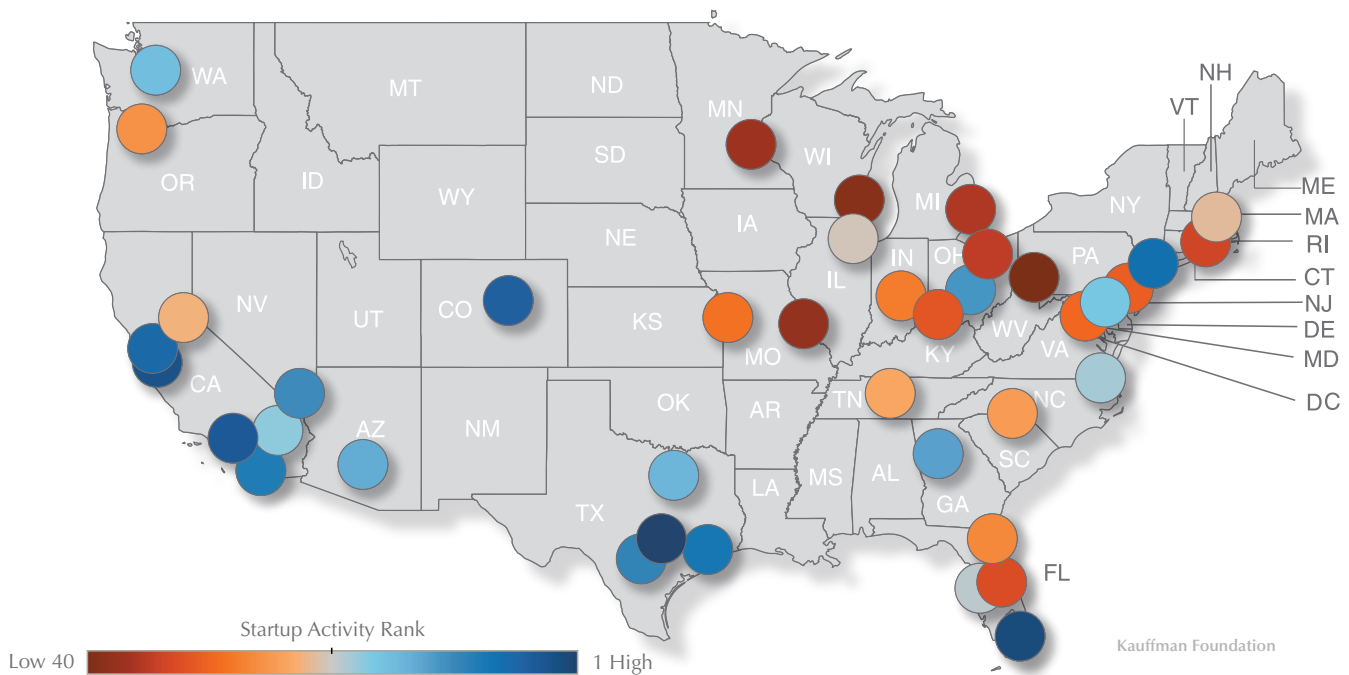 NH
VT
WA
MT
ND
MN
WI
SD
OR
ID
WY
MI
NY
ME
MA
IA
NE
RI
IN
OH
PA
IL
CT
NV
UT
CO
KS
NJ
WV
DE
MO
VA
KY
MD
CA
OK
AR
TN
NC
DC
AZ
NM
SC
MS
AL
LA
GA
TX
FL
Startup Activity Rank
Kauffman Foundation
Low 40
1 High